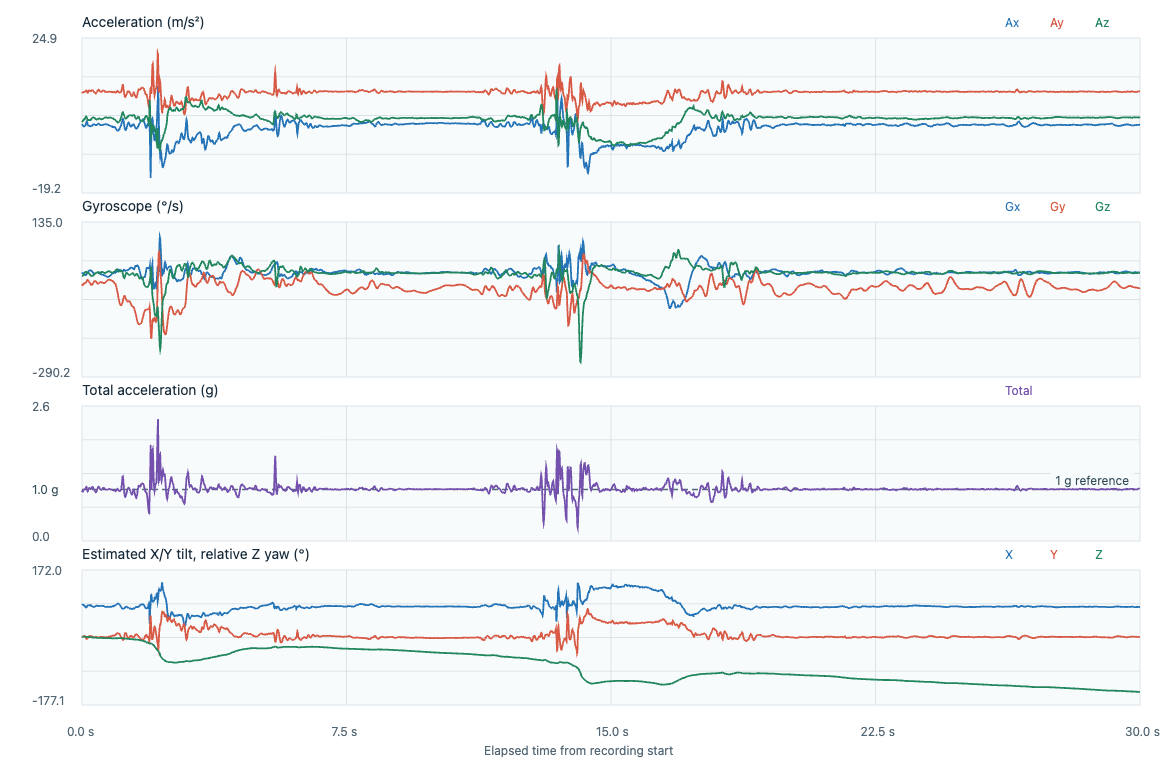 Acceleration (m/s²) Ax Ay Az
24.9
-19.2
Gyroscope (°/s) Gx Gy Gz
135.0
-290.2
Total acceleration (g) Total
2.6
1.0 g
1 g reference
0.0
Estimated X/Y tilt, relative Z yaw (°) X Y Z
172.0
-177.1
0.0 s 7.5 s 15.0 s 22.5 s 30.0 s
Elapsed time from recording start